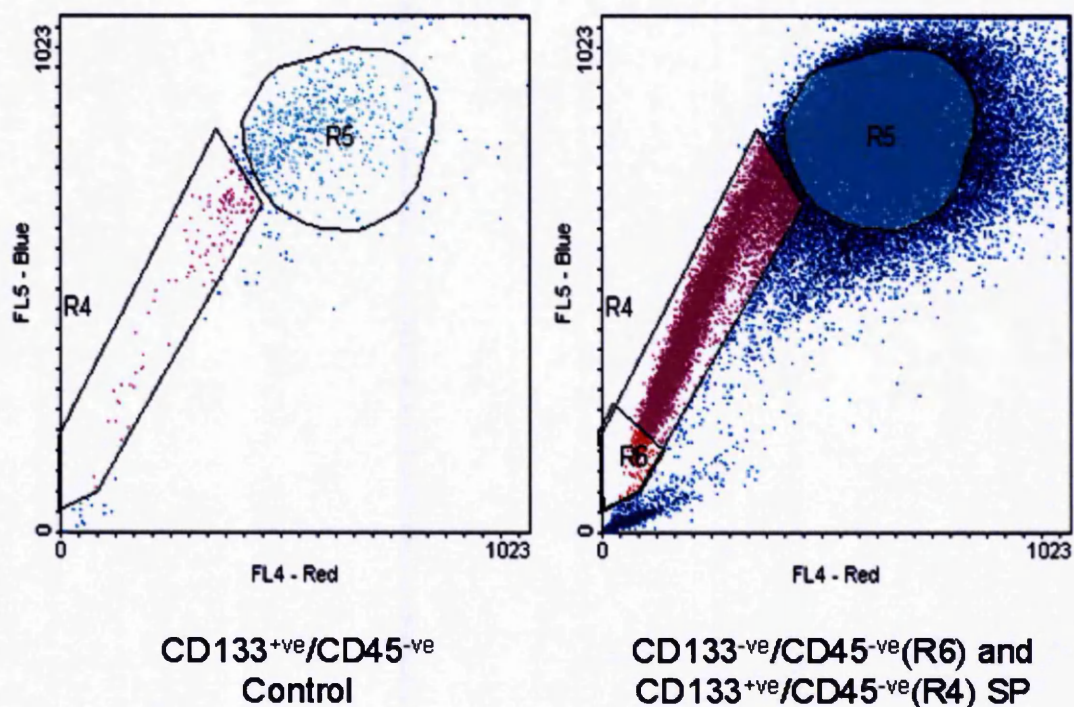 1023
FL5 - Blue
0
R4
R5
0
1023
FL4 - Red
CD133+ve/CD45-ve
Control
1023
FL5 - Blue
0
R4
R5
R6
0
1023
FL4 - Red
CD133-ve/CD45-ve(R6) and
CD133+ve/CD45-ve(R4) SP